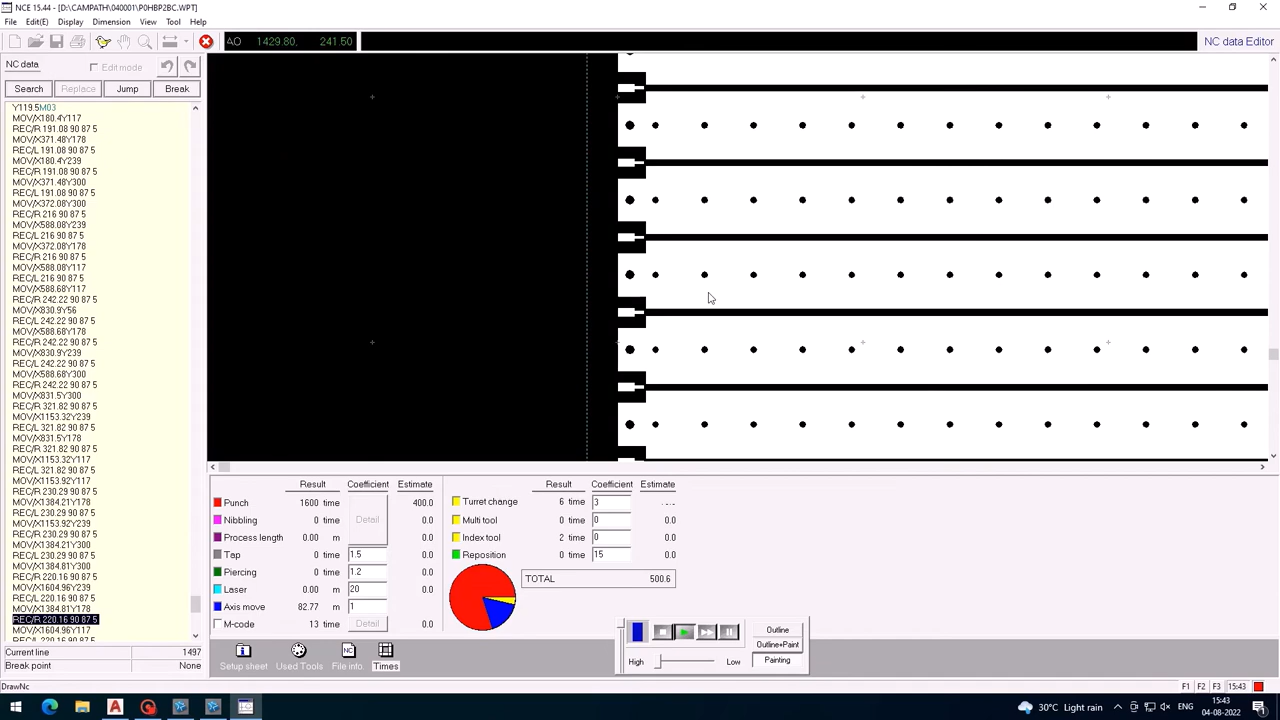 NCE 15.44 - [D:\CAMPATH\040001\P0HBP2BC.WPT]
File Edit(E) Display Dimension View Tool Help
AO 1429.80, 241.50
NC data Editor
NC data
Edit mode
Search Replace Jump Break
Y119.5M03
MOV/X180.4Y117
REC/R 191.08 90 87 5
MOV/X371.48Y178
REC/L 191.08 90 87 5
MOV/X180.4Y239
REC/R 191.08 90 87 5
MOV/X371.48Y300
REC/L 191.08 90 87 5
MOV/X372.08Y300
REC/R 216 90 87 5
MOV/X588.08Y239
REC/L 216 90 87 5
MOV/X372.08Y178
REC/R 216 90 87 5
MOV/X588.08Y117
REC/L 216 90 87 5
MOV/X588.68Y117
REC/R 242.22 90 87 5
MOV/X830.9Y56
REC/L 242.22 90 87 5
MOV/X588.68Y178
REC/R 242.22 90 87 5
MOV/X830.9Y239
REC/L 242.22 90 87 5
MOV/X588.68Y300
REC/R 242.22 90 87 5
MOV/X831.5Y300
REC/R 321.82 90 87 5
MOV/X1153.32Y239
REC/L 321.82 90 87 5
MOV/X831.5Y178
REC/R 321.82 90 87 5
MOV/X1153.32Y117
REC/L 321.82 90 87 5
MOV/X1153.92Y117
REC/R 230.29 90 87 5
MOV/X1384.21Y178
REC/L 230.29 90 87 5
MOV/X1153.92Y239
REC/R 230.29 90 87 5
MOV/X1384.21Y300
REC/L 230.29 90 87 5
MOV/X1384.81Y300
REC/R 220.16 90 87 5
MOV/X1604.96Y239
REC/L 220.16 90 87 5
MOV/X1384.81Y178
REC/R 220.16 90 87 5
MOV/X1604.96Y117
Current line 1497
Break point None
Result Coefficient Estimate
Punch 1600 time 400.0
Nibbling 0 time Detail 0.0
Process length 0.00 m 0.0
Tap 0 time 1.5 0.0
Piercing 0 time 1.2 0.0
Laser 0.00 m 20 0.0
Axis move 82.77 m 1
M-code 13 time Detail 0.0
Result Coefficient Estimate
Turret change 6 time 3
Multi tool 0 time 0 0.0
Index tool 2 time 0 0.0
Reposition 0 time 15 0.0
TOTAL 500.6
High Low
Outline
Outline+Paint
Painting
Setup sheet Used Tools File info. Times
DrawNc
F1 F2 F3 15:43
30°C Light rain
ENG
15:43
04-08-2022